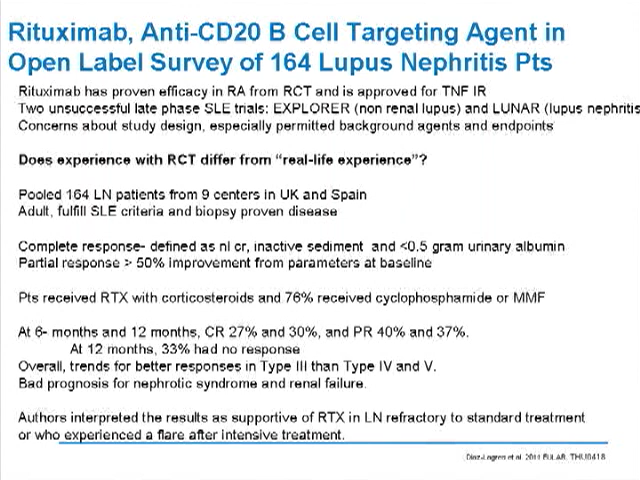 Rituximab, Anti-CD20 B Cell Targeting Agent in
Open Label Survey of 164 Lupus Nephritis Pts
Rituximab has proven efficacy in RA from RCT and is approved for TNF IR
Two unsuccessful late phase SLE trials: EXPLORER (non renal lupus) and LUNAR (lupus nephritis
Concerns about study design, especially permitted background agents and endpoints
Does experience with RCT differ from "real-life experience"?
Pooled 164 LN patients from 9 centers in UK and Spain
Adult, fulfill SLE criteria and biopsy proven disease
Complete response- defined as nl cr, inactive sediment and <0.5 gram urinary albumin
Partial response > 50% improvement from parameters at baseline
Pts received RTX with corticosteroids and 76% received cyclophosphamide or MMF
At 6- months and 12 months, CR 27% and 30%, and PR 40% and 37%.
At 12 months, 33% had no response
Overall, trends for better responses in Type III than Type IV and V.
Bad prognosis for nephrotic syndrome and renal failure.
Authors interpreted the results as supportive of RTX in LN refractory to standard treatment
or who experienced a flare after intensive treatment.
et al. 2011 EULAR, THU0418